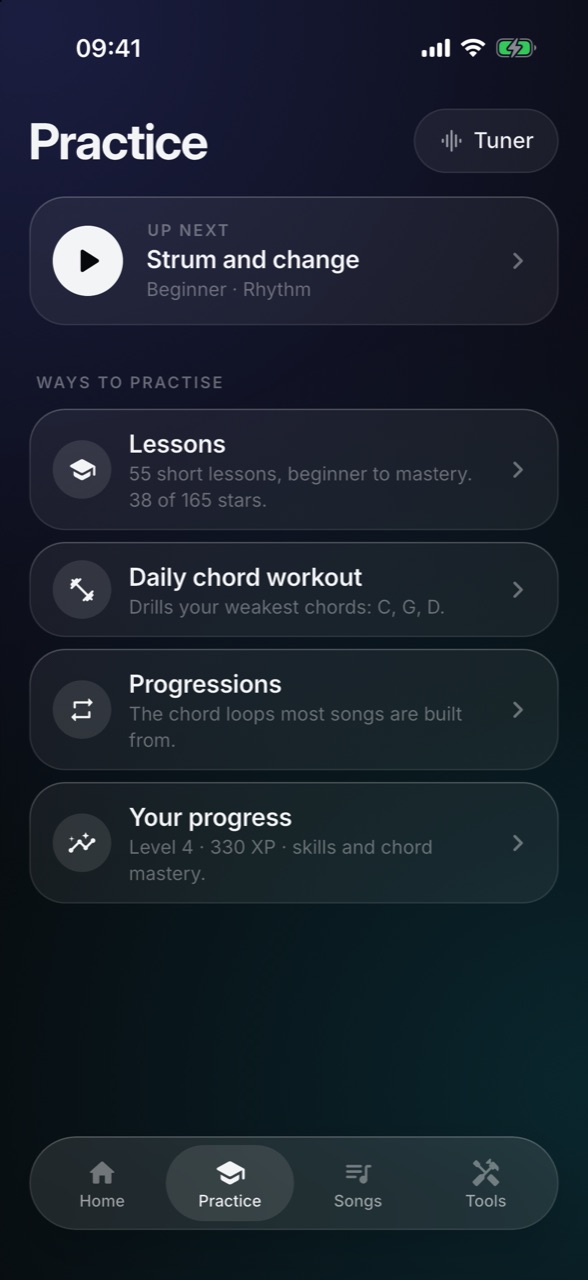 09:41
Practice
Tuner
UP NEXT
Strum and change
Beginner · Rhythm
WAYS TO PRACTISE
Lessons
55 short lessons, beginner to mastery.
38 of 165 stars.
Daily chord workout
Drills your weakest chords: C, G, D.
Progressions
The chord loops most songs are built
from.
Your progress
Level 4 · 330 XP · skills and chord
mastery.
Home
Practice
Songs
Tools